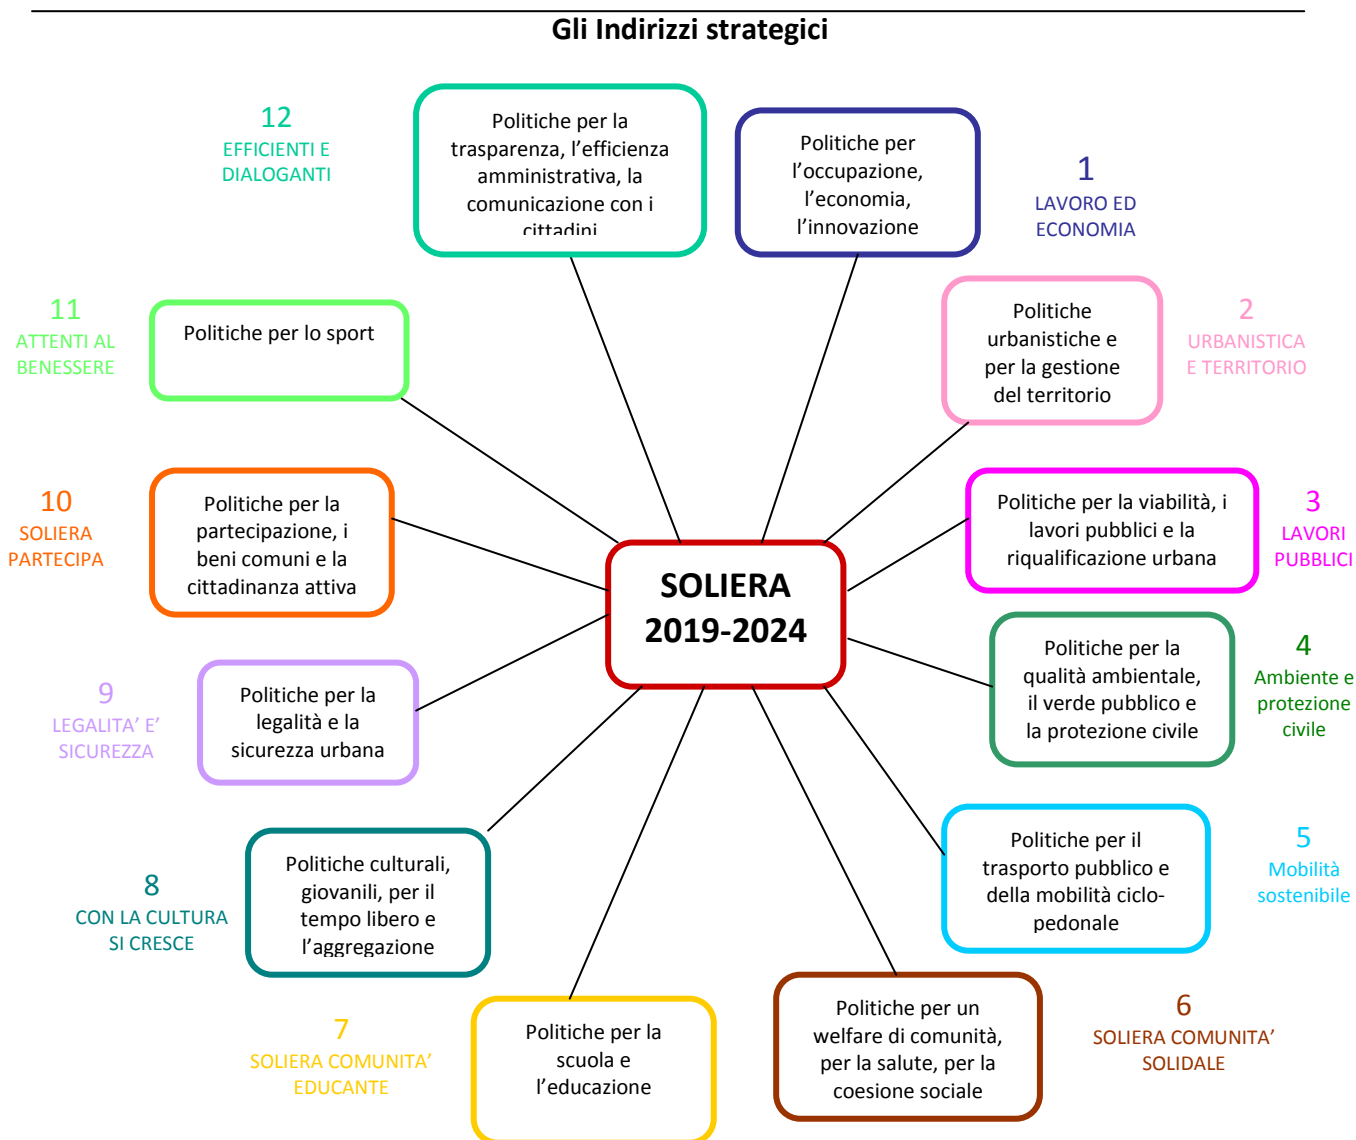 Gli Indirizzi strategici
12
EFFICIENTI E
DIALOGANTI
Politiche per la
trasparenza, l’efficienza
amministrativa, la
comunicazione con i
cittadini
Politiche per
l’occupazione,
l’economia,
l’innovazione
1
LAVORO ED
ECONOMIA
11
ATTENTI AL
BENESSERE
Politiche per lo sport
Politiche
urbanistiche e
per la gestione
del territorio
2
URBANISTICA
E TERRITORIO
10
SOLIERA
PARTECIPA
Politiche per la
partecipazione, i
beni comuni e la
cittadinanza attiva
SOLIERA
2019-2024
Politiche per la viabilità, i
lavori pubblici e la
riqualificazione urbana
3
LAVORI
PUBBLICI
9
LEGALITA’ E’
SICUREZZA
Politiche per la
legalità e la
sicurezza urbana
Politiche per la
qualità ambientale,
il verde pubblico e
la protezione civile
4
Ambiente e
protezione
civile
8
CON LA CULTURA
SI CRESCE
Politiche culturali,
giovanili, per il
tempo libero e
l’aggregazione
Politiche per il
trasporto pubblico e
della mobilità ciclo-
pedonale
5
Mobilità
sostenibile
7
SOLIERA COMUNITA’
EDUCANTE
Politiche per la
scuola e
l’educazione
Politiche per un
welfare di comunità,
per la salute, per la
coesione sociale
6
SOLIERA COMUNITA’
SOLIDALE